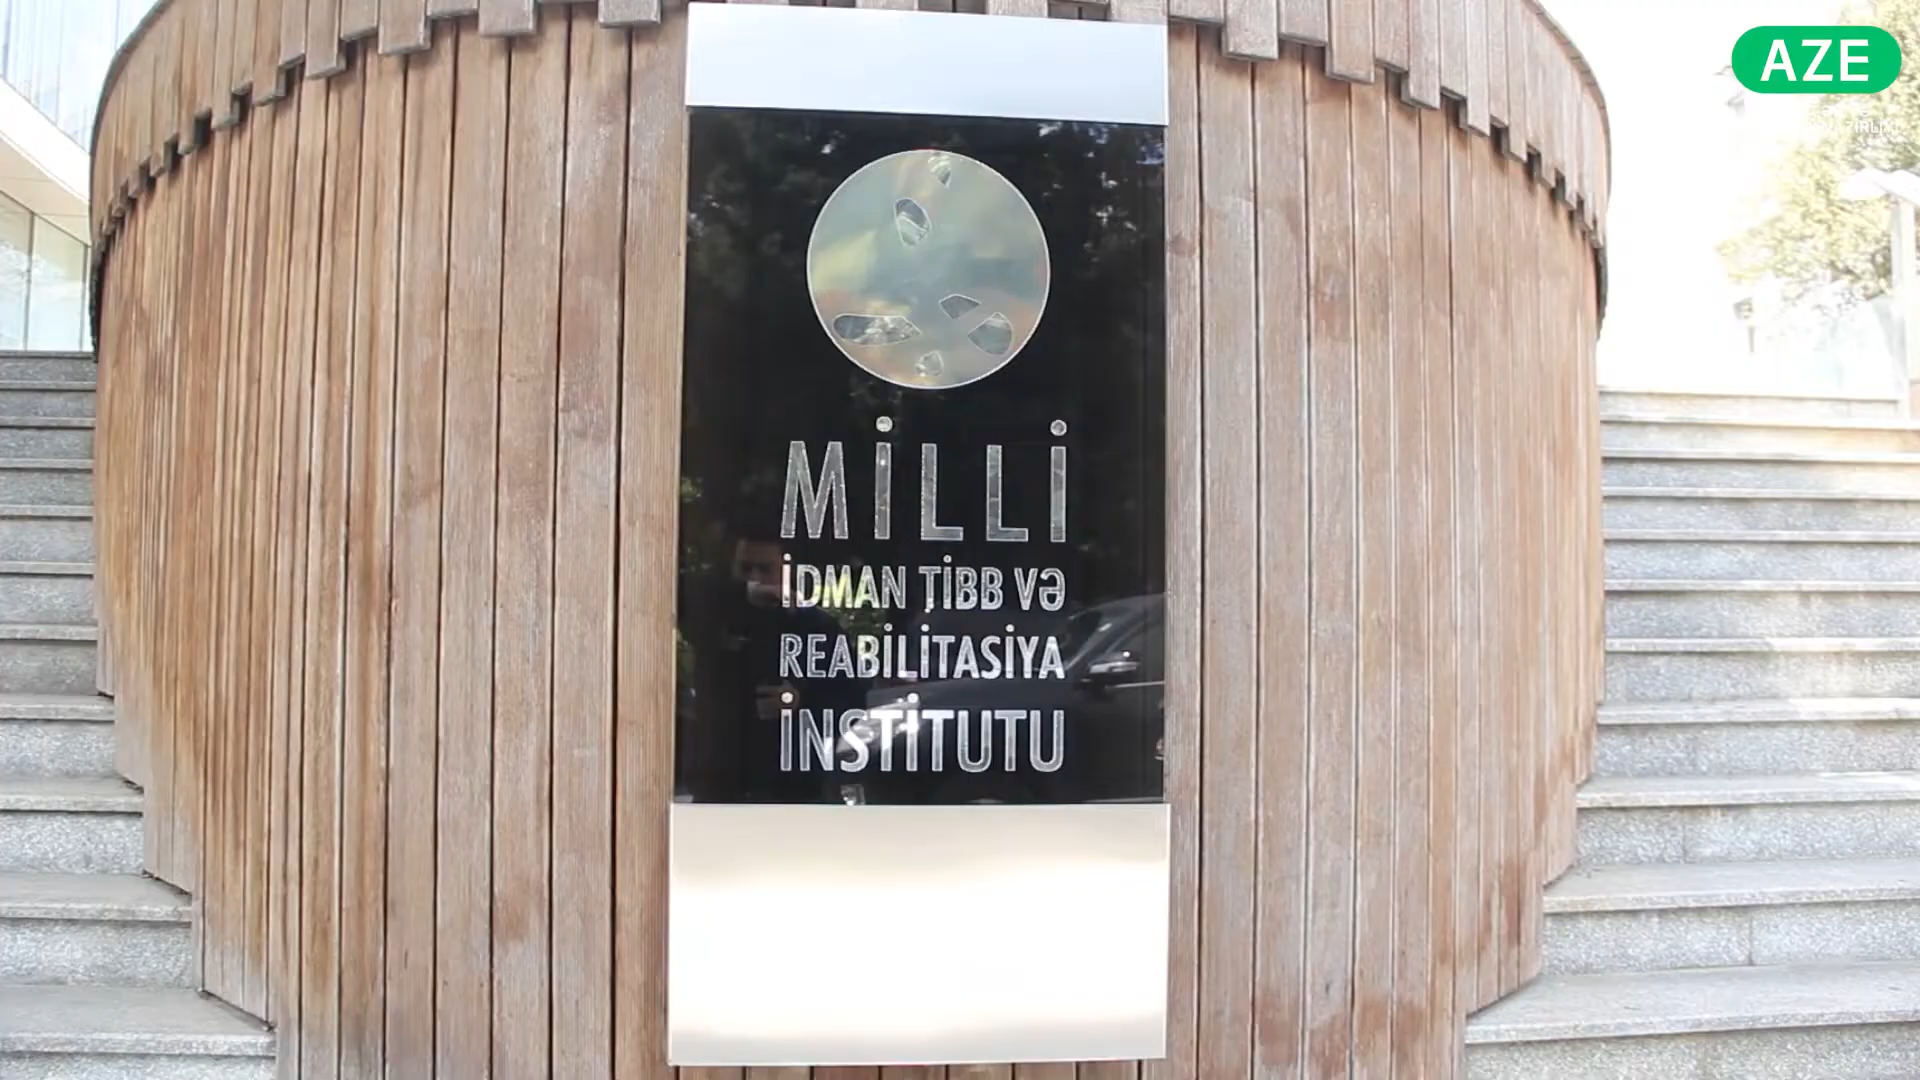 AZE
MİLLİ
İDMAN TİBB VƏ
REABİLİTASİYA
İNSTİTUTU